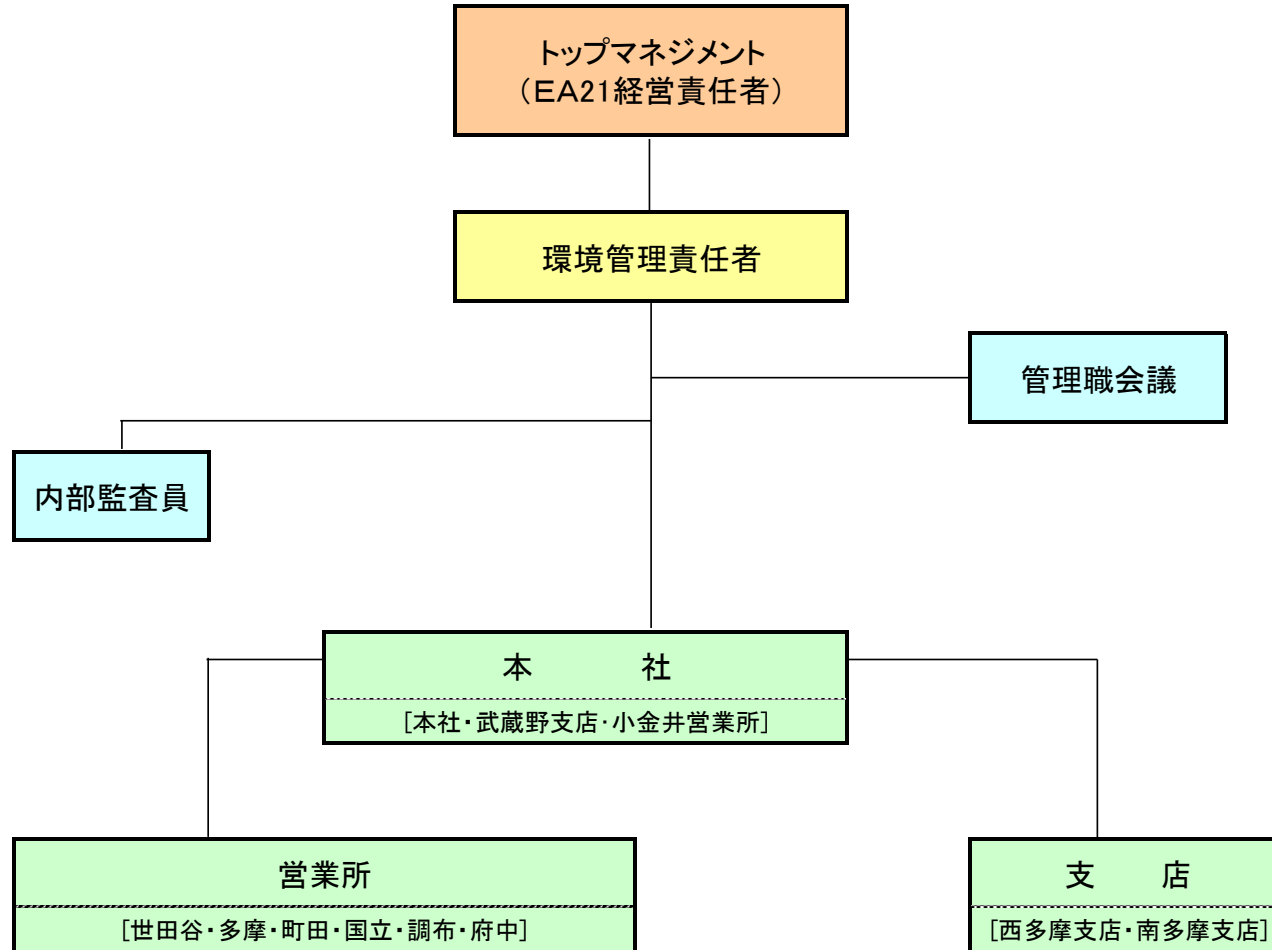 トップマネジメント
（ＥＡ21経営責任者）
環境管理責任者
管理職会議
内部監査員
本　　　社
[本社・武蔵野支店・小金井営業所]
営業所
[世田谷・多摩・町田・国立・調布・府中]
支　　店
[西多摩支店・南多摩支店]